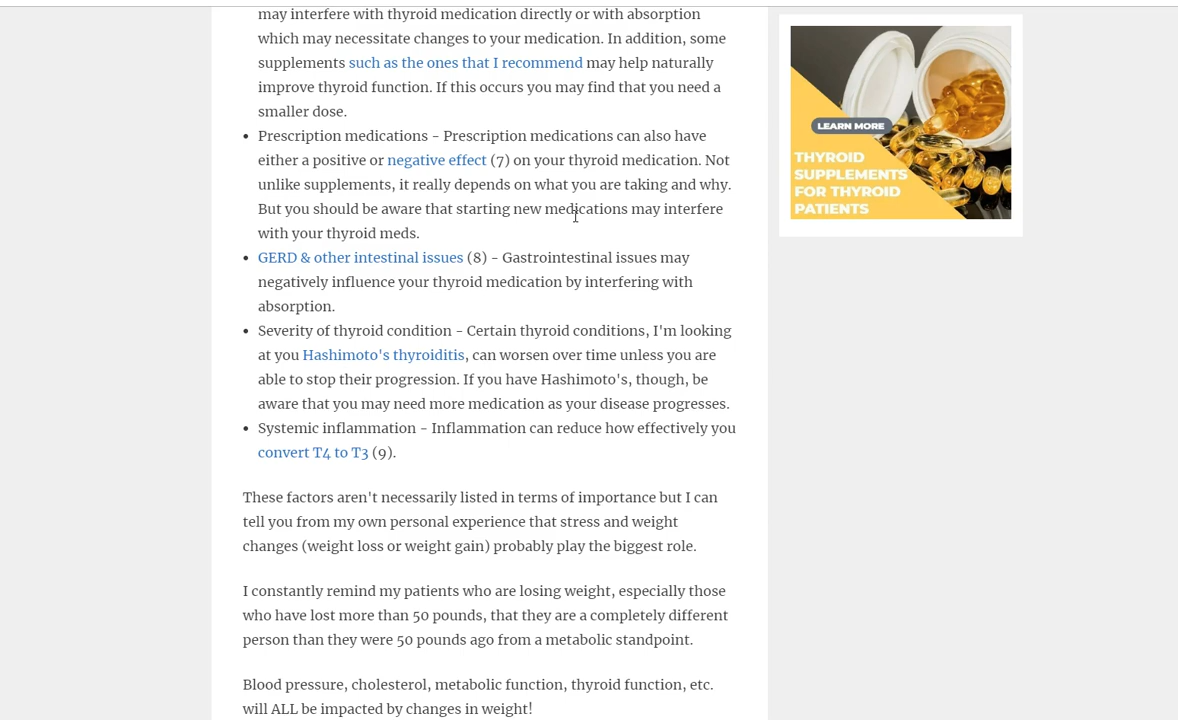 may interfere with thyroid medication directly or with absorption
which may necessitate changes to your medication. In addition, some
supplements such as the ones that I recommend may help naturally
improve thyroid function. If this occurs you may find that you need a
smaller dose.
• Prescription medications - Prescription medications can also have
either a positive or negative effect (7) on your thyroid medication. Not
unlike supplements, it really depends on what you are taking and why.
But you should be aware that starting new medications may interfere
with your thyroid meds.
• GERD & other intestinal issues (8) - Gastrointestinal issues may
negatively influence your thyroid medication by interfering with
absorption.
• Severity of thyroid condition - Certain thyroid conditions, I'm looking
at you Hashimoto's thyroiditis, can worsen over time unless you are
able to stop their progression. If you have Hashimoto's, though, be
aware that you may need more medication as your disease progresses.
• Systemic inflammation - Inflammation can reduce how effectively you
convert T4 to T3 (9).
These factors aren't necessarily listed in terms of importance but I can
tell you from my own personal experience that stress and weight
changes (weight loss or weight gain) probably play the biggest role.
I constantly remind my patients who are losing weight, especially those
who have lost more than 50 pounds, that they are a completely different
person than they were 50 pounds ago from a metabolic standpoint.
Blood pressure, cholesterol, metabolic function, thyroid function, etc.
will ALL be impacted by changes in weight!
LEARN MORE
THYROID
SUPPLEMENTS
FOR THYROID
PATIENTS